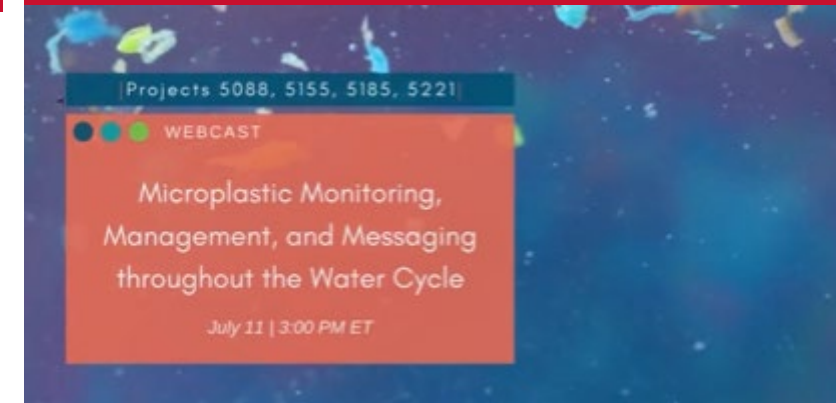 |Projects 5088, 5155, 5185, 5221|
WEBCAST
Microplastic Monitoring,
Management, and Messaging
throughout the Water Cycle
July 11 | 3:00 PM ET